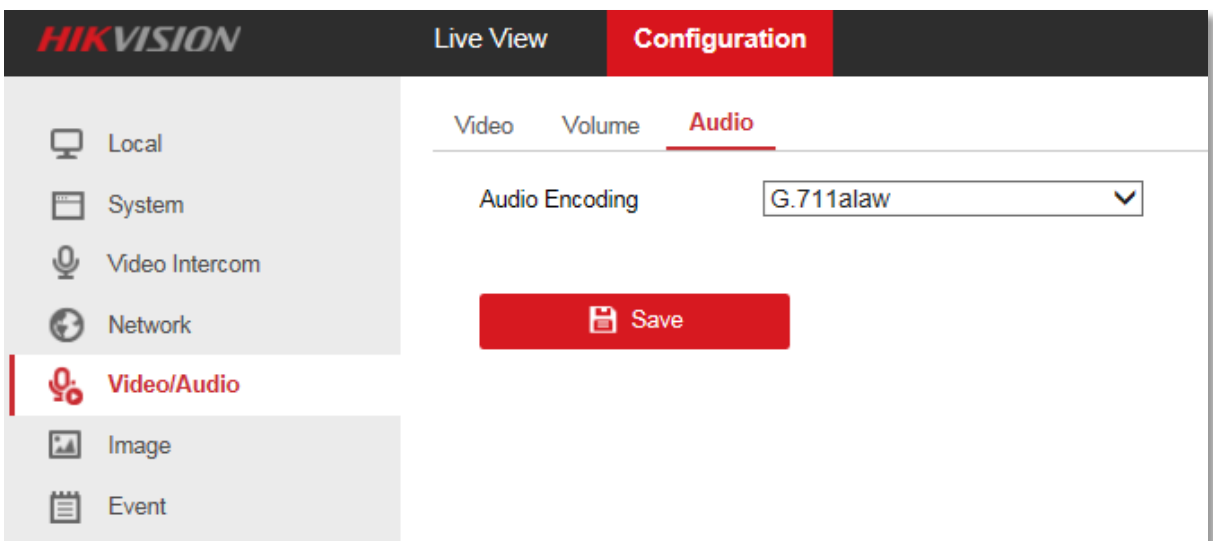 HIKVISION Live View Configuration
Local
System
Video Intercom
Network
Video/Audio
Image
Event
Video Volume Audio
Audio Encoding G.711alaw
Save